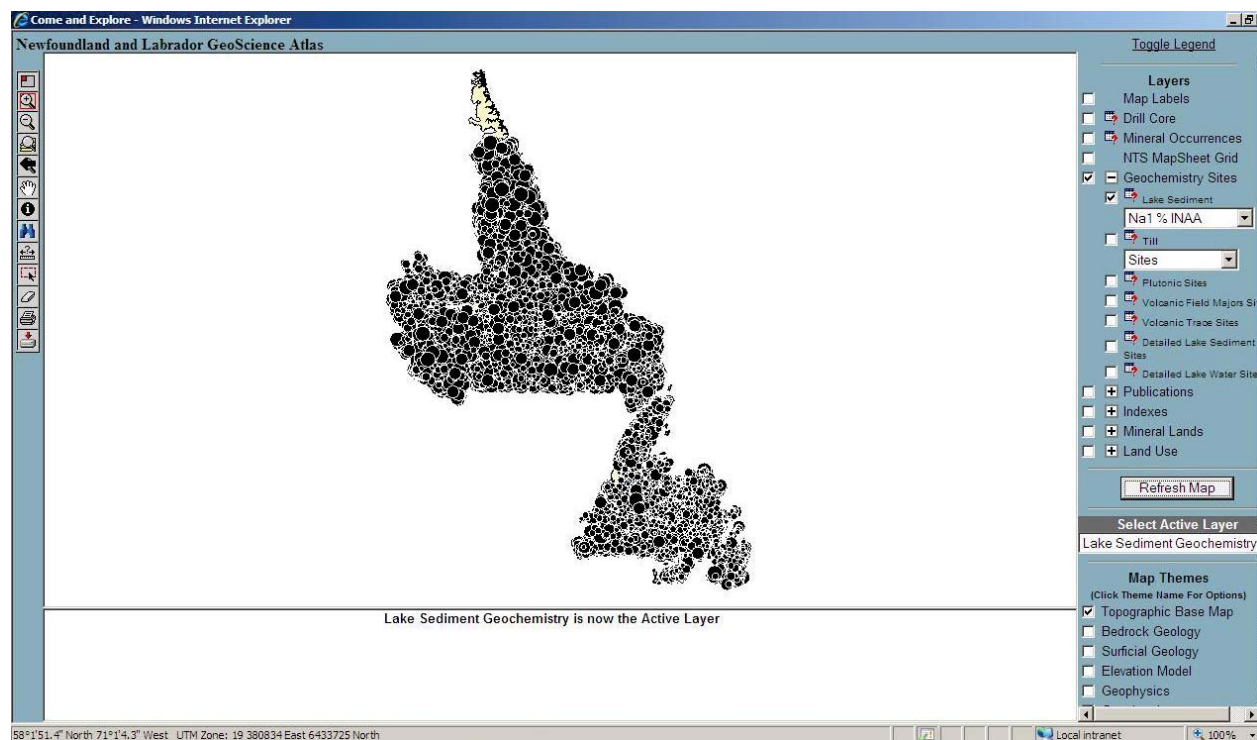 Come and Explore - Windows Internet Explorer
Newfoundland and Labrador GeoScience Atlas
Toggle Legend
Layers
Map Labels
Drill Core
Mineral Occurrences
NTS MapSheet Grid
Geochemistry Sites
Lake Sediment
Na1 % INAA
Till
Sites
Plutonic Sites
Volcanic Field Majors Si
Volcanic Trace Sites
Detailed Lake Sediment
Sites
Detailed Lake Water Site
Publications
Indexes
Mineral Lands
Land Use
Refresh Map
Select Active Layer
Lake Sediment Geochemistry
Map Themes
(Click Theme Name For Options)
Topographic Base Map
Bedrock Geology
Surficial Geology
Elevation Model
Geophysics
Lake Sediment Geochemistry is now the Active Layer
58°1'51.4" North 71°1'4.3" West UTM Zone: 19 380834 East 6433725 North
Local intranet
100%